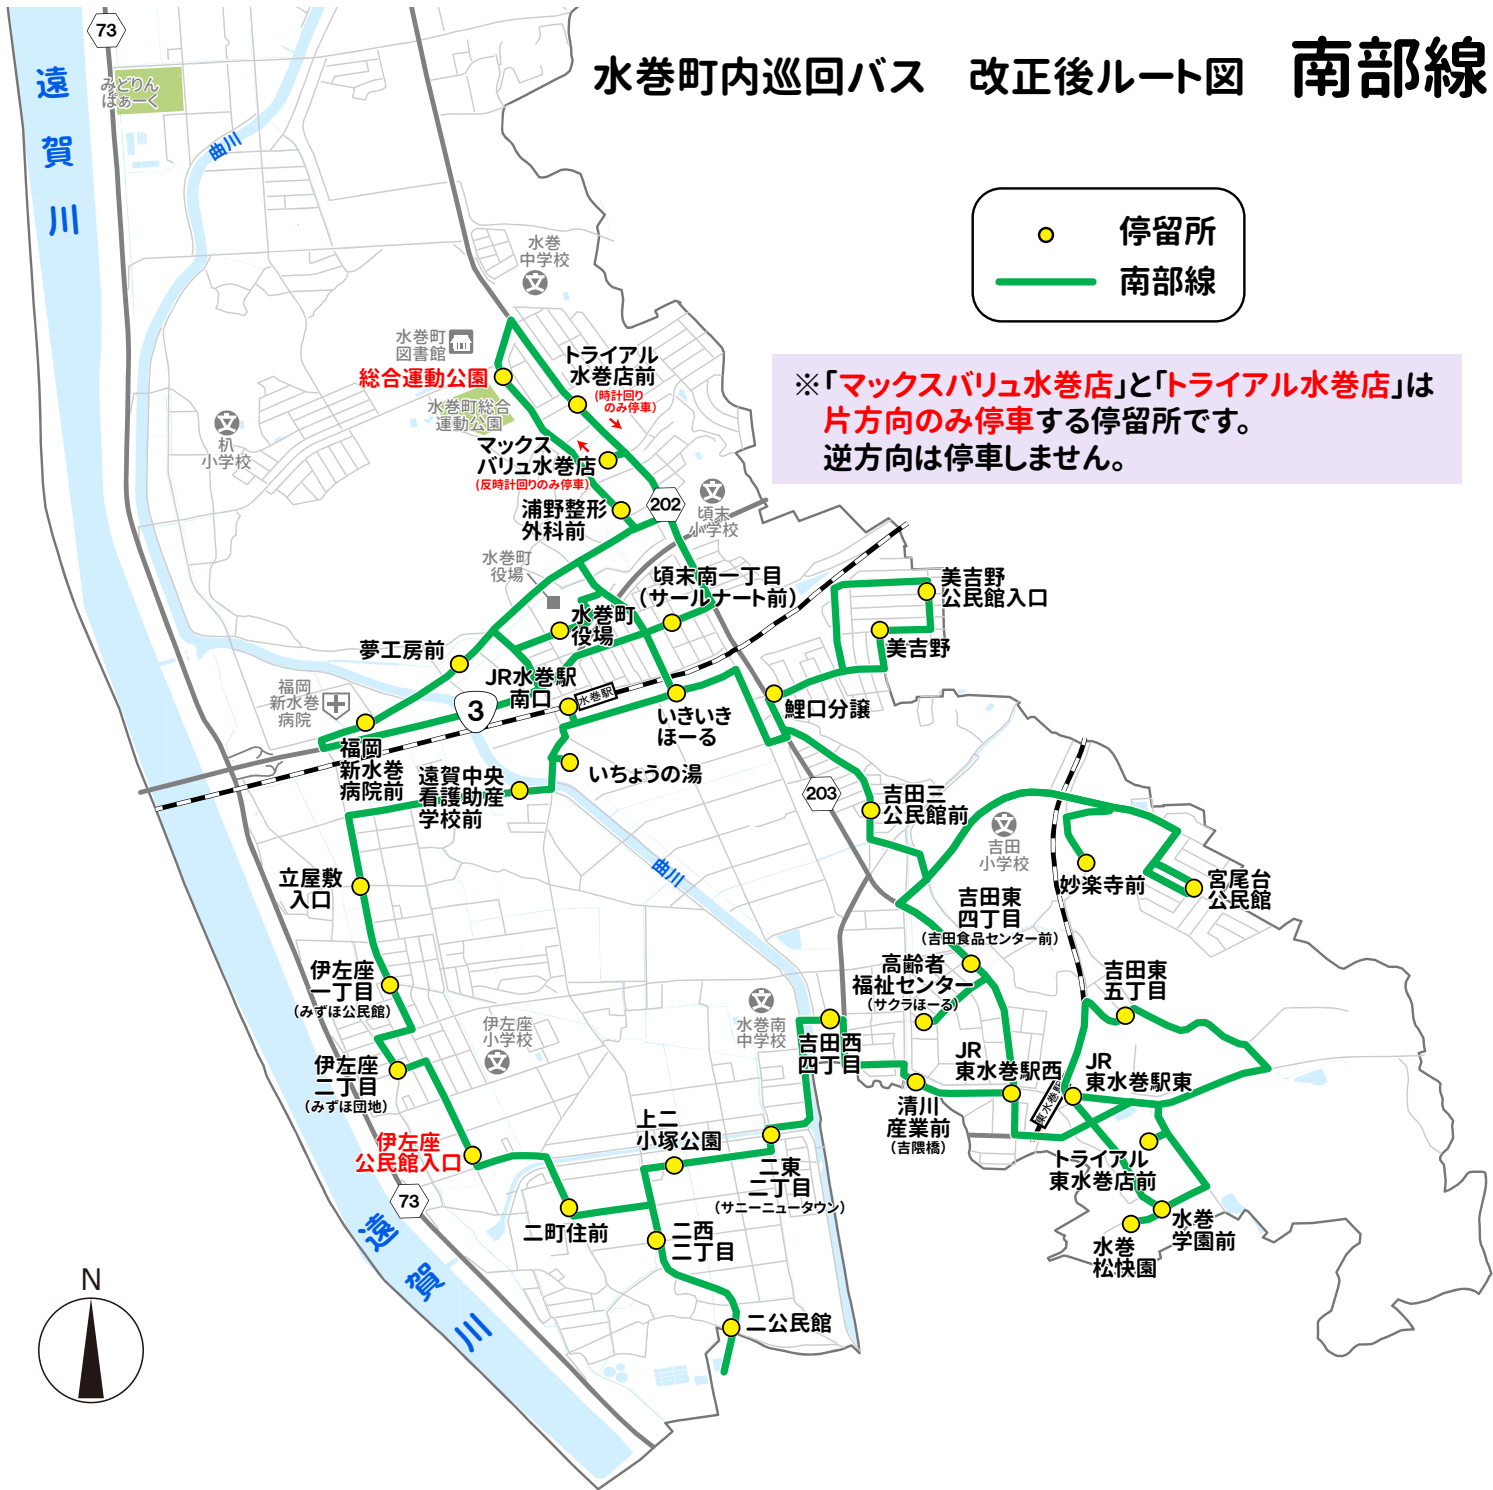 水巻町内巡回バス　改正後ルート図　南部線
停留所
南部線
※「マックスバリュ水巻店」と「トライアル水巻店」は
片方向のみ停車する停留所です。
逆方向は停車しません。
73
遠賀川
みどりん
ぱぁーく
曲川
水巻
中学校
水巻町
図書館
総合運動公園
水巻町総合
運動公園
トライアル
水巻店前
(時計回り
のみ停車)
マックス
バリュ水巻店
(反時計回りのみ停車)
浦野整形
外科前
杁
小学校
202
頃末
小学校
水巻町
役場
頃末南一丁目
(サールナート前)
水巻町
役場
美吉野
公民館入口
美吉野
夢工房前
JR水巻駅
南口
水巻駅
福岡
新水巻
病院
3
いきいき
ほーる
鯉口分譲
福岡
新水巻
病院前
遠賀中央
看護助産
学校前
いちょうの湯
203
吉田三
公民館前
吉田
小学校
妙楽寺前
宮尾台
公民館
曲川
立屋敷
入口
吉田東
四丁目
(吉田食品センター前)
高齢者
福祉センター
(サクラほーる)
吉田東
五丁目
伊左座
一丁目
(みずほ公民館)
伊左座
小学校
水巻南
中学校
吉田西
四丁目
JR
東水巻駅西
JR
東水巻駅東
東水巻駅
伊左座
二丁目
(みずほ団地)
清川
産業前
(吉隈橋)
伊左座
公民館入口
上二
小塚公園
二東
二丁目
(サニーニュータウン)
トライアル
東水巻店前
73
遠賀川
二町住前
二西
二丁目
水巻
学園前
水巻
松快園
N
二公民館